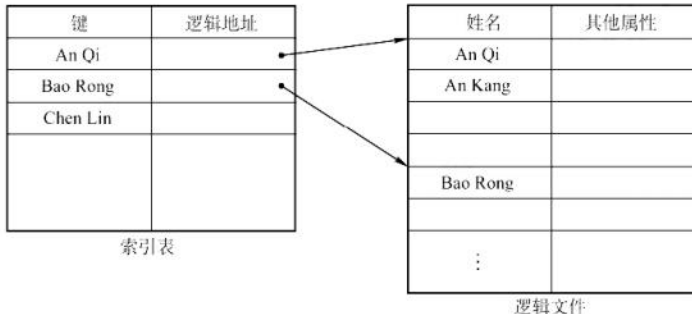 键 逻辑地址
An Qi
Bao Rong
Chen Lin
索引表
姓名 其他属性
An Qi
An Kang
Bao Rong
⋮
逻辑文件